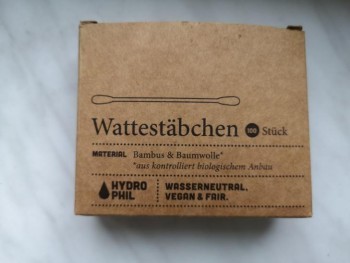 Wattestäbchen 100 Stück
MATERIAL Bambus & Baumwolle*
*aus kontrolliert biologischem Anbau
HYDRO PHIL
WASSERNEUTRAL.
VEGAN & FAIR.